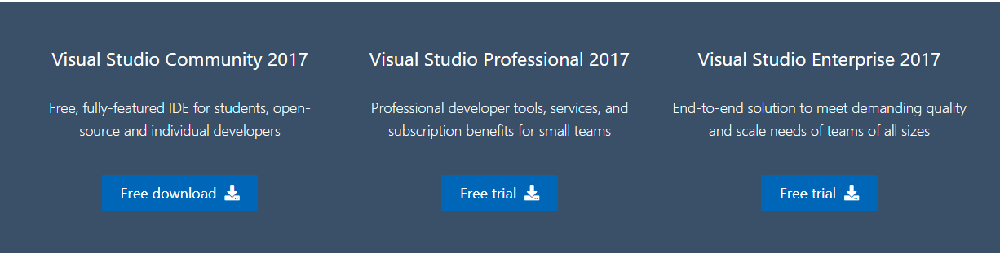 Visual Studio Community 2017
Free, fully-featured IDE for students, open-
source and individual developers
Free download
Visual Studio Professional 2017
Professional developer tools, services, and
subscription benefits for small teams
Free trial
Visual Studio Enterprise 2017
End-to-end solution to meet demanding quality
and scale needs of teams of all sizes
Free trial